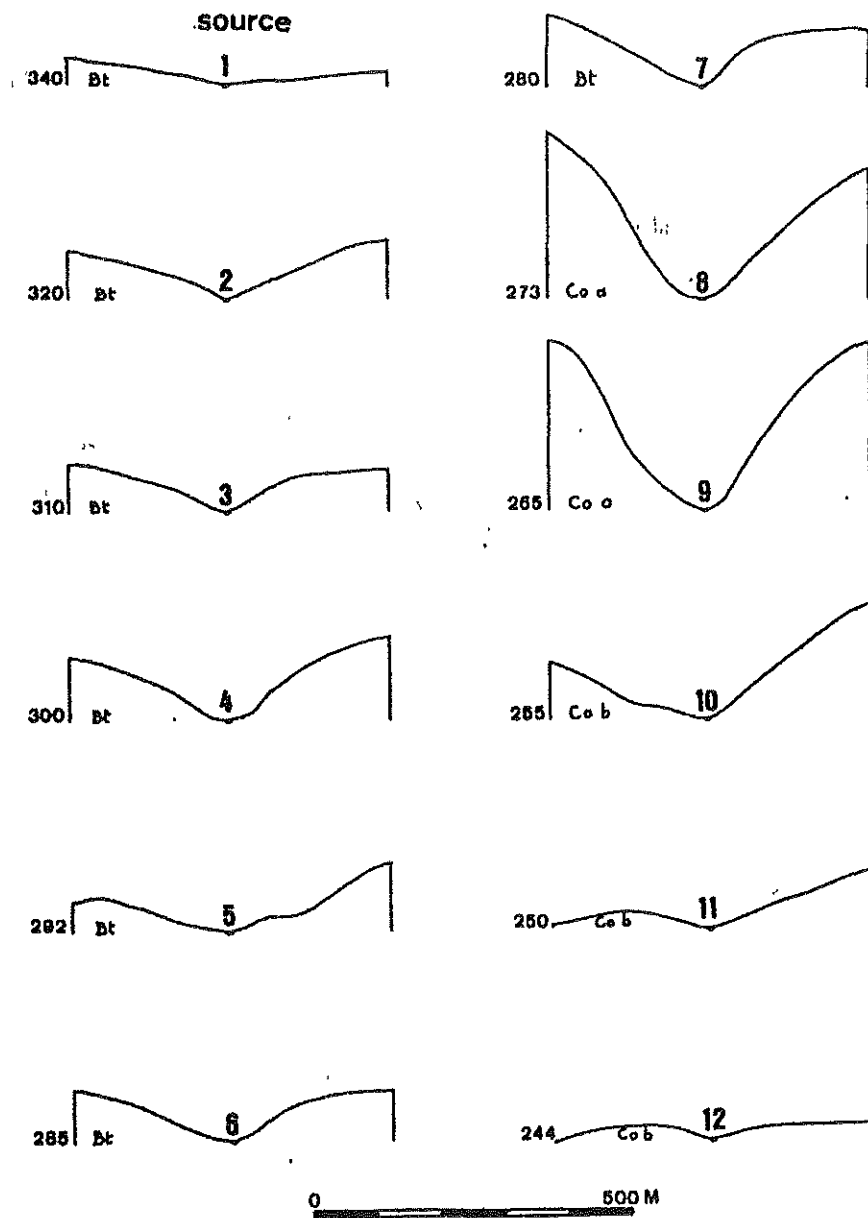 source
1
340 Bt
2
320 Bt
3
310 Bt
4
300 Bt
5
292 Bt
6
285 Bt
7
280 Bt
8
273 Co a
9
265 Co a
10
255 Co b
11
250 Co b
12
244 Co b
0 500 M